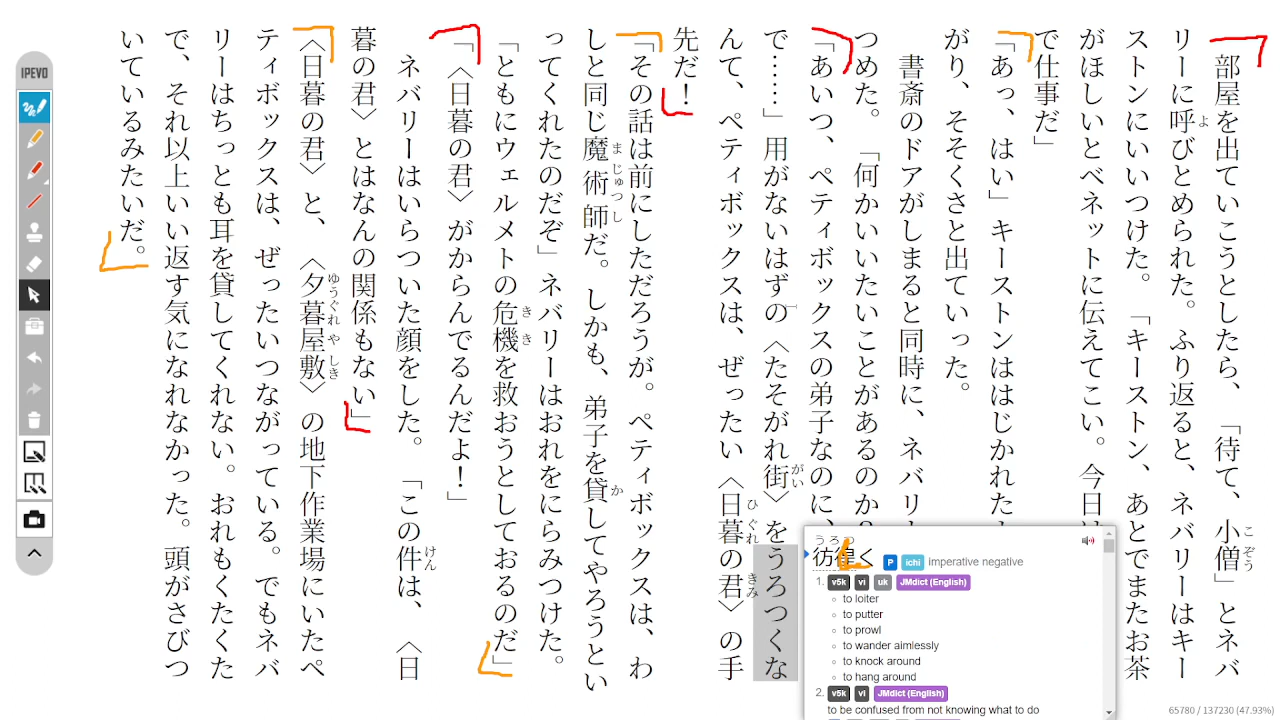 部屋を出ていこうとしたら、「待て、小僧」とネバ
リーに呼びとめられた。ふり返ると、ネバリーはキー
ストンにいいつけた。「キーストン、あとでまたお茶
がほしいとベネットに伝えてこい。今日は
で仕事だ」
「あっ、はい」キーストンははじかれた
がり、そそくさと出ていった。
書斎のドアがしまると同時に、ネバリ
つめた。「何かいいたいことがあるのか?
「あいつ、ペティボックスの弟子なのに、
で……」用がないはずの〈たそがれ街〉をうろつくな
んて、ペティボックスは、ぜったい〈日暮の君〉の手
先だ！
「その話は前にしただろうが。ペティボックスは、わ
しと同じ魔術師だ。しかも、弟子を貸してやろうとい
ってくれたのだぞ」ネバリーはおれをにらみつけた。
「ともにウェルメトの危機を救おうとしておるのだ」
「〈日暮の君〉がからんでるんだよ！」
ネバリーはいらついた顔をした。「この件は、〈日
暮の君〉とはなんの関係もない」
〈日暮の君〉と、〈夕暮屋敷〉の地下作業場にいたペ
ティボックスは、ぜったいつながっている。でもネバ
リーはちっとも耳を貸してくれない。おれもくたくた
で、それ以上いい返す気になれなかった。頭がさびつ
いているみたいだ。
IPEVO
うろつ
彷徨く P ichi imperative negative
1. v5k vi uk JMdict (English)
to loiter
to putter
to prowl
to wander aimlessly
to knock around
to hang around
2. v5k vi JMdict (English)
to be confused from not knowing what to do
65780 / 137230 (47.93%)